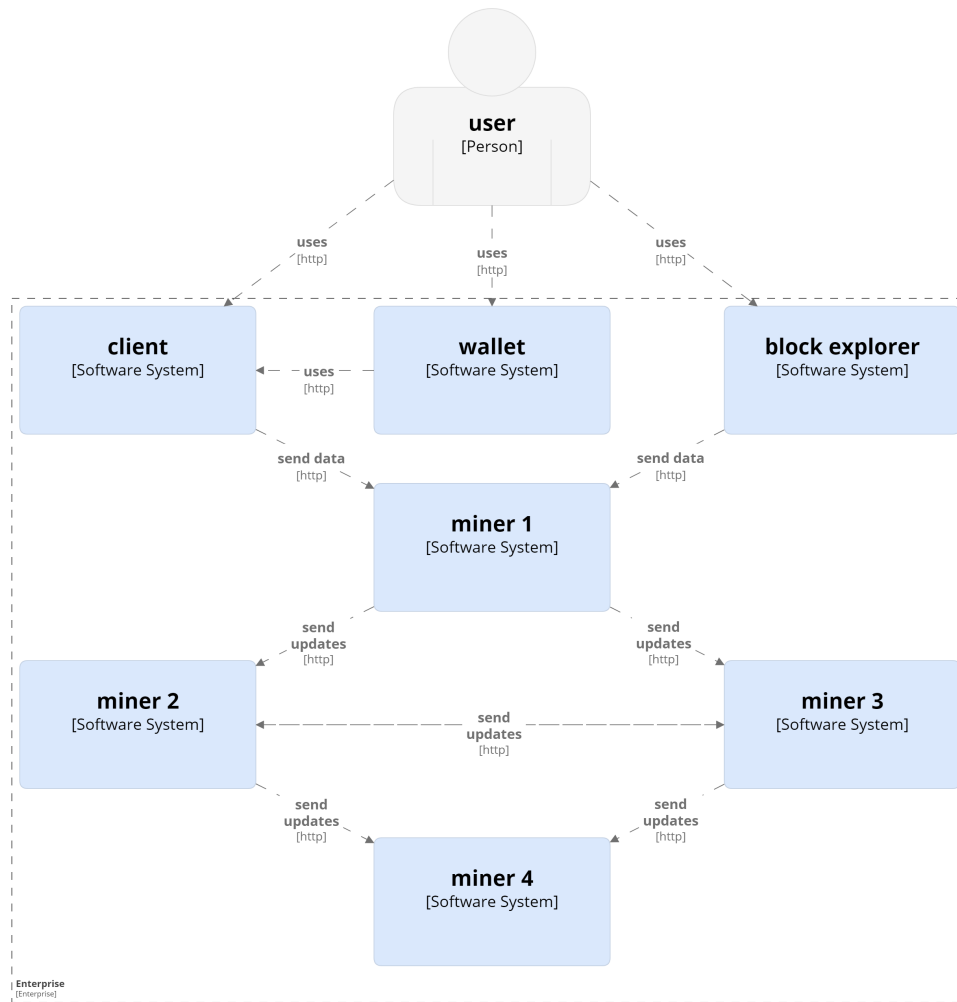 user
[Person]
uses
[http]
uses
[http]
uses
[http]
client
[Software System]
wallet
[Software System]
block explorer
[Software System]
uses
[http]
send data
[http]
send data
[http]
miner 1
[Software System]
send
updates
[http]
send
updates
[http]
miner 2
[Software System]
miner 3
[Software System]
send
updates
[http]
send
updates
[http]
send
updates
[http]
miner 4
[Software System]
Enterprise
[Enterprise]